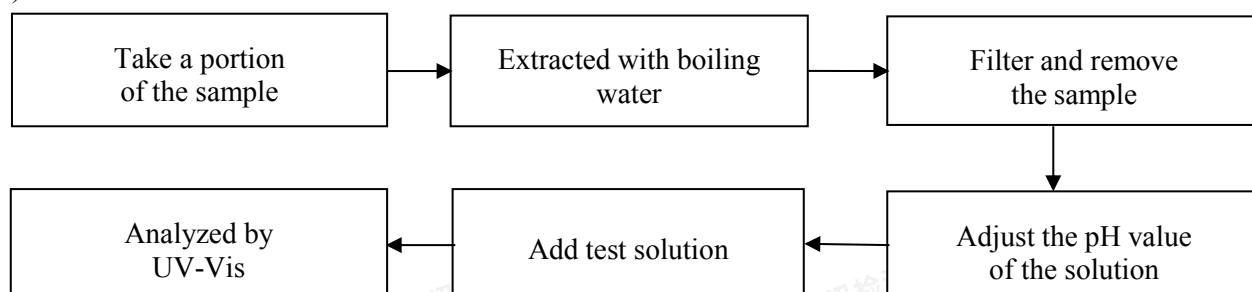 Take a portion
of the sample
Extracted with boiling
water
Filter and remove
the sample
Adjust the pH value
of the solution
Add test solution
Analyzed by
UV-Vis